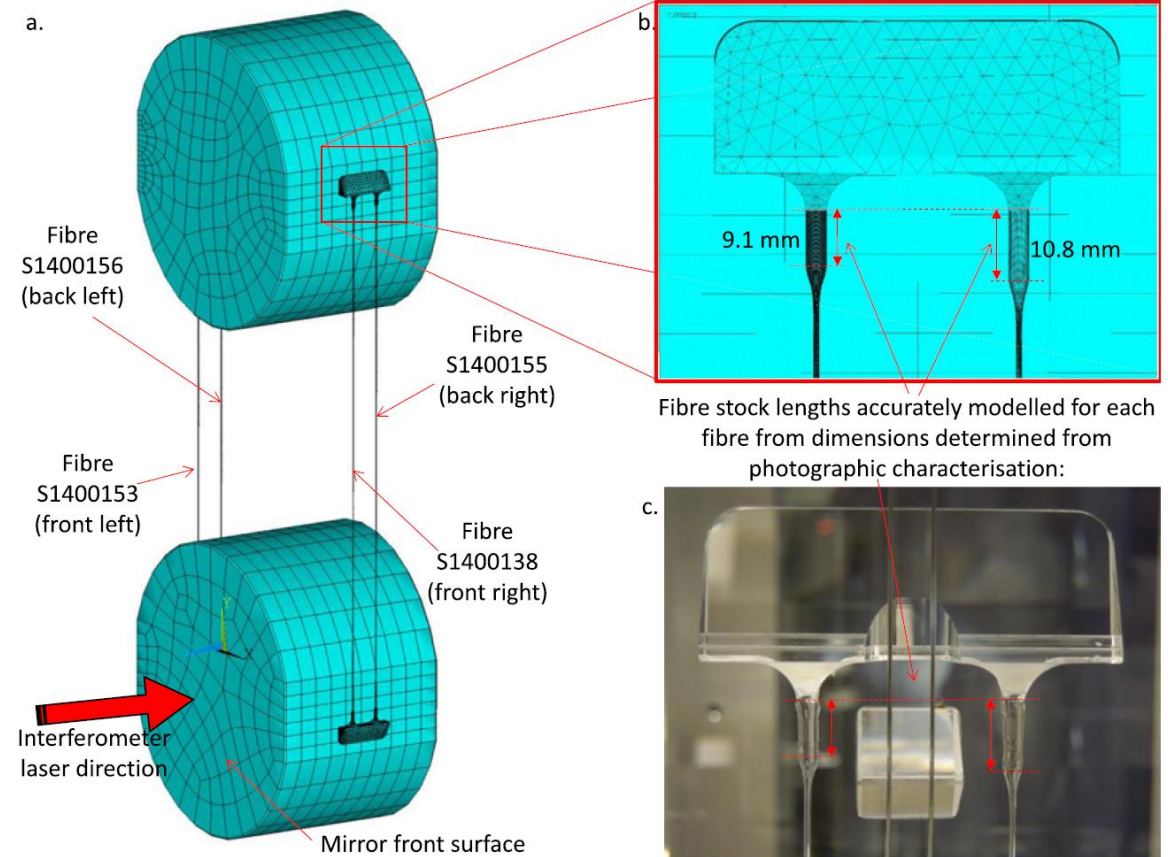 a.
Fibre
S1400156
(back left)
Fibre
S1400155
(back right)
Fibre
S1400153
(front left)
Fibre
S1400138
(front right)
Y
X
Interferometer
laser direction
Mirror front surface
b.
9.1 mm
10.8 mm
Fibre stock lengths accurately modelled for each
fibre from dimensions determined from
photographic characterisation:
c.